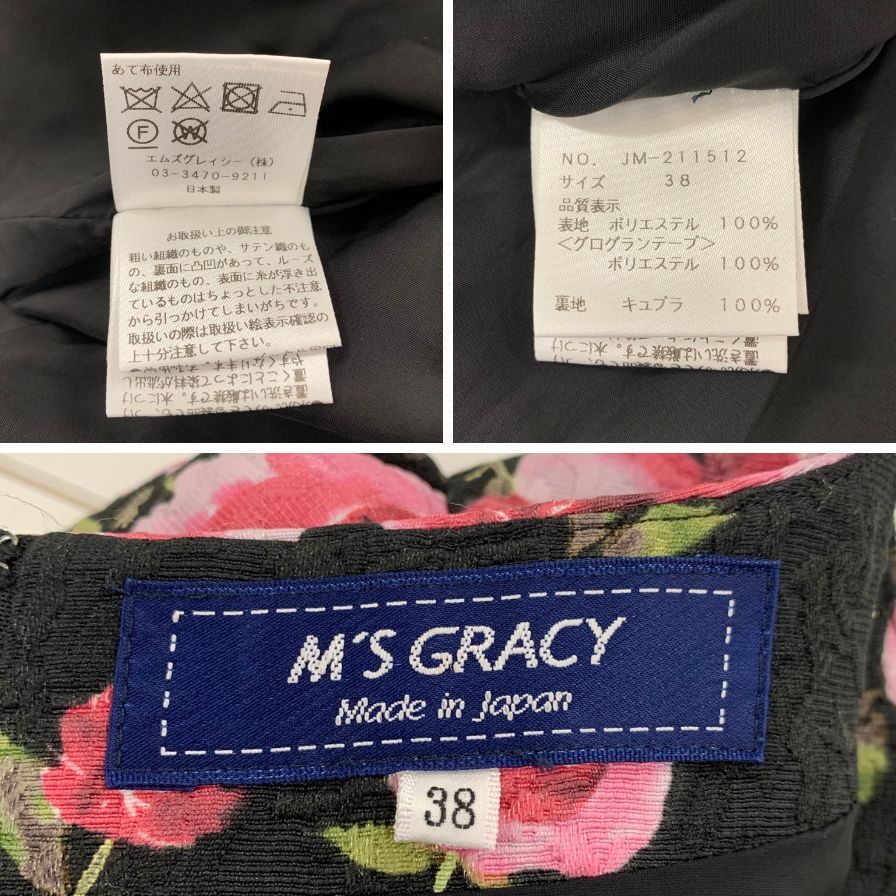 あて布使用
F W
エムズグレイシー(株)
03-3470-9211
日本製
お取扱い上の御注意
粗い組織のものや、サテン織のも
の、裏面に凸凹があって、ルーズ
な組織のもの、表面に糸が浮き出
ているものはちょっとした不注意
から引っかけてしまいがちです。
取扱いの際は取扱い絵表示確認の
上十分注意して下さい。
NO. JM-211512
サイズ 38
品質表示
表地 ポリエステル 100%
<グログランテープ>
ポリエステル 100%
裏地 キュプラ 100%
M'S GRACY
Made in Japan
38